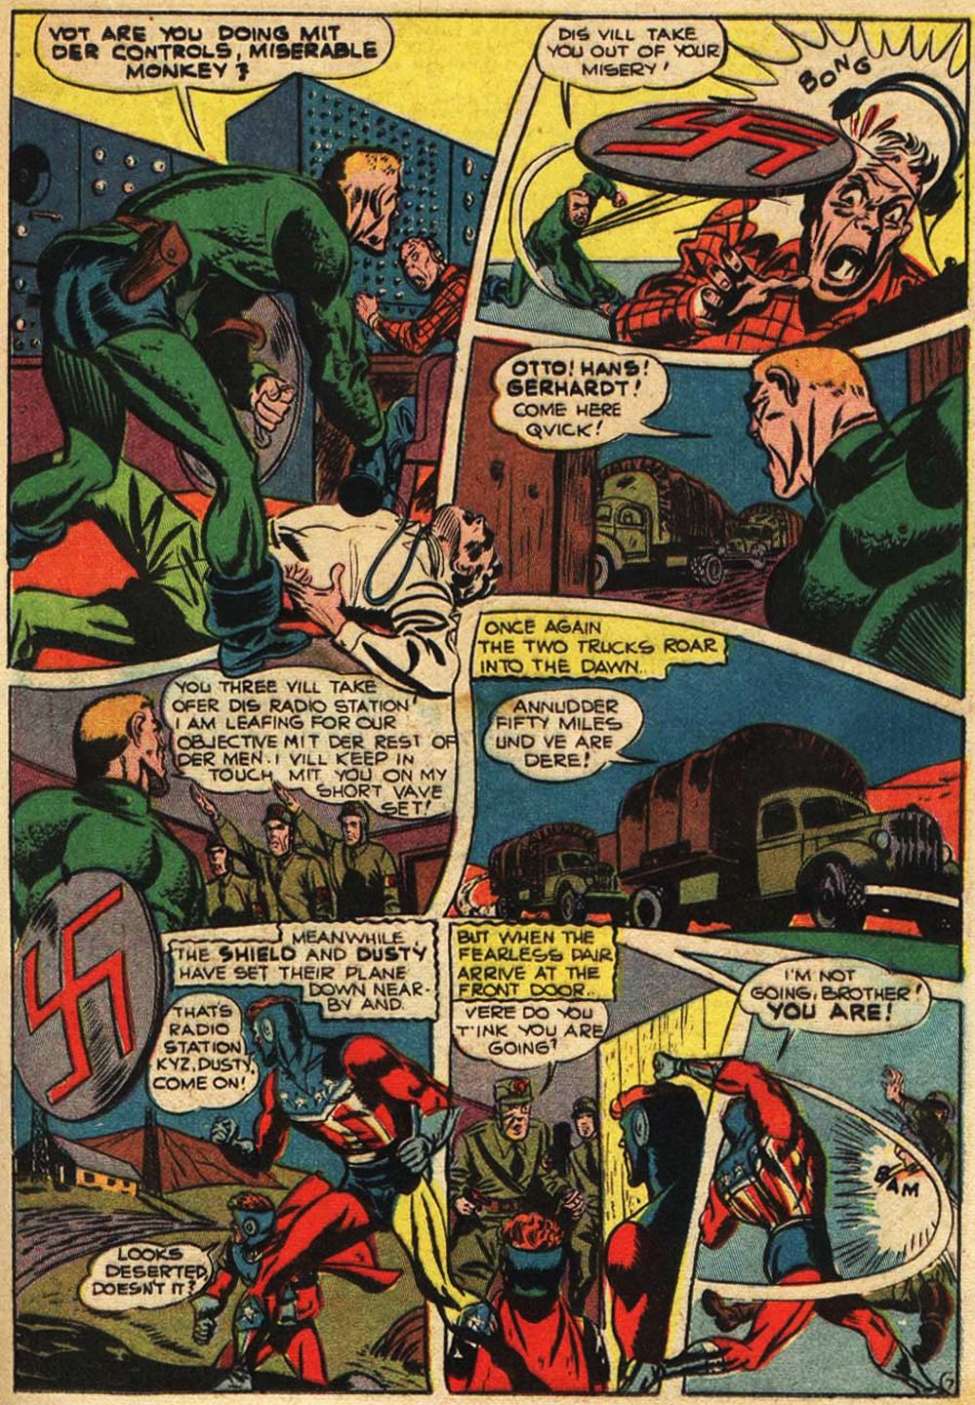 VOT ARE YOU DOING MIT
DER CONTROLS, MISERABLE
MONKEY?
DIS VILL TAKE
YOU OUT OF YOUR
MISERY!
BONG
OTTO! HANS!
GERHARDT!
COME HERE
QVICK!
YOU THREE VILL TAKE
OFER DIS RADIO STATION!
I AM LEAFING FOR OUR
OBJECTIVE MIT DER REST OF
DER MEN. I VILL KEEP IN
TOUCH MIT YOU ON MY
SHORT VAVE
SET!
ONCE AGAIN
THE TWO TRUCKS ROAR
INTO THE DAWN..
ANNUDDER
FIFTY MILES
UND VE ARE
DERE!
MEANWHILE,
THE SHIELD AND DUSTY
HAVE SET THEIR PLANE
DOWN NEAR-
BY AND..
THAT'S
RADIO
STATION
KYZ, DUSTY,
COME ON!
LOOKS
DESERTED,
DOESN'T IT?
BUT WHEN THE
FEARLESS PAIR
ARRIVE AT THE
FRONT DOOR..
VERE DO YOU
T'INK YOU ARE
GOING?
I'M NOT
GOING, BROTHER!
YOU ARE!
BAM
7